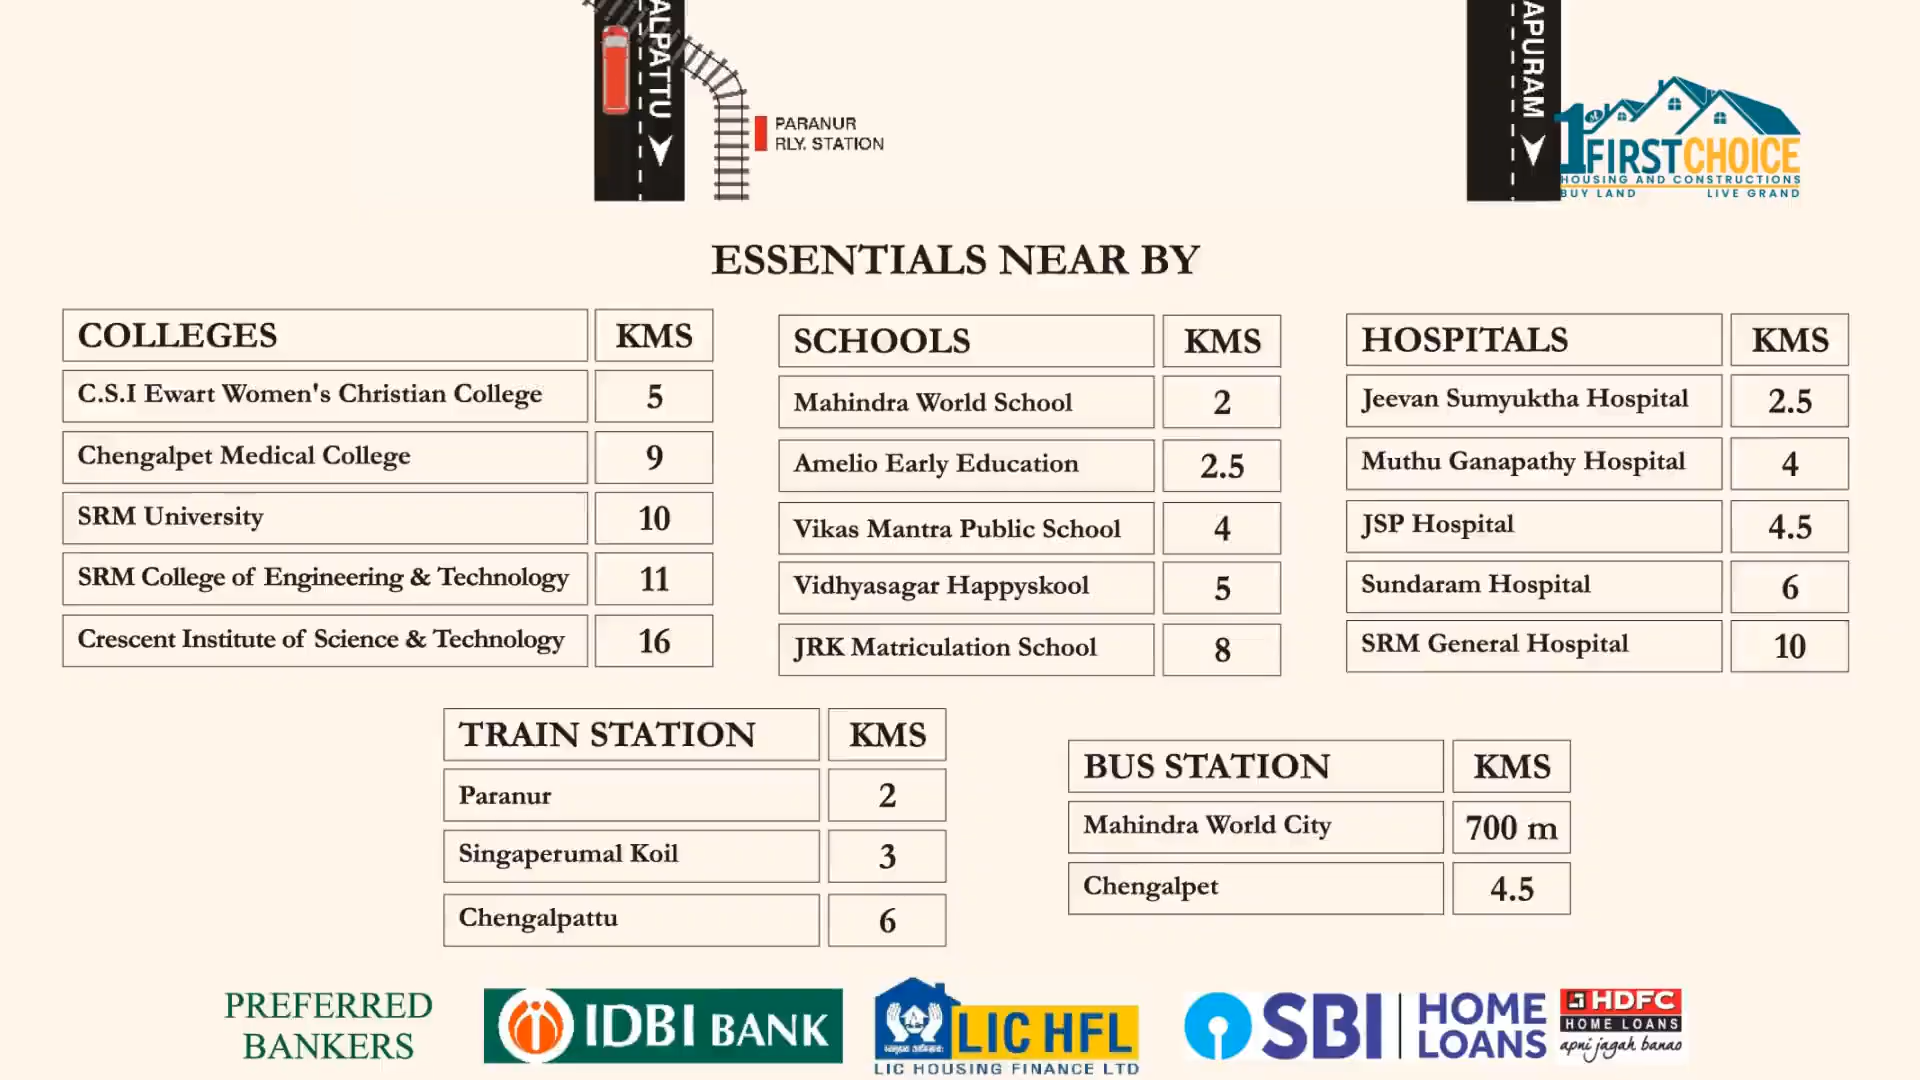 ALPATTU
APURAM
PARANUR
RLY. STATION
1st FIRSTCHOICE
HOUSING AND CONSTRUCTIONS
BUY LAND LIVE GRAND
ESSENTIALS NEAR BY
COLLEGES KMS
C.S.I Ewart Women's Christian College 5
Chengalpet Medical College 9
SRM University 10
SRM College of Engineering & Technology 11
Crescent Institute of Science & Technology 16
SCHOOLS KMS
Mahindra World School 2
Amelio Early Education 2.5
Vikas Mantra Public School 4
Vidhyasagar Happyskool 5
JRK Matriculation School 8
HOSPITALS KMS
Jeevan Sumyuktha Hospital 2.5
Muthu Ganapathy Hospital 4
JSP Hospital 4.5
Sundaram Hospital 6
SRM General Hospital 10
TRAIN STATION KMS
Paranur 2
Singaperumal Koil 3
Chengalpattu 6
BUS STATION KMS
Mahindra World City 700 m
Chengalpet 4.5
PREFERRED
BANKERS
IDBI BANK
LIC HFL
LIC HOUSING FINANCE LTD
SBI HOME
LOANS
HDFC
HOME LOANS
apni jagah banao